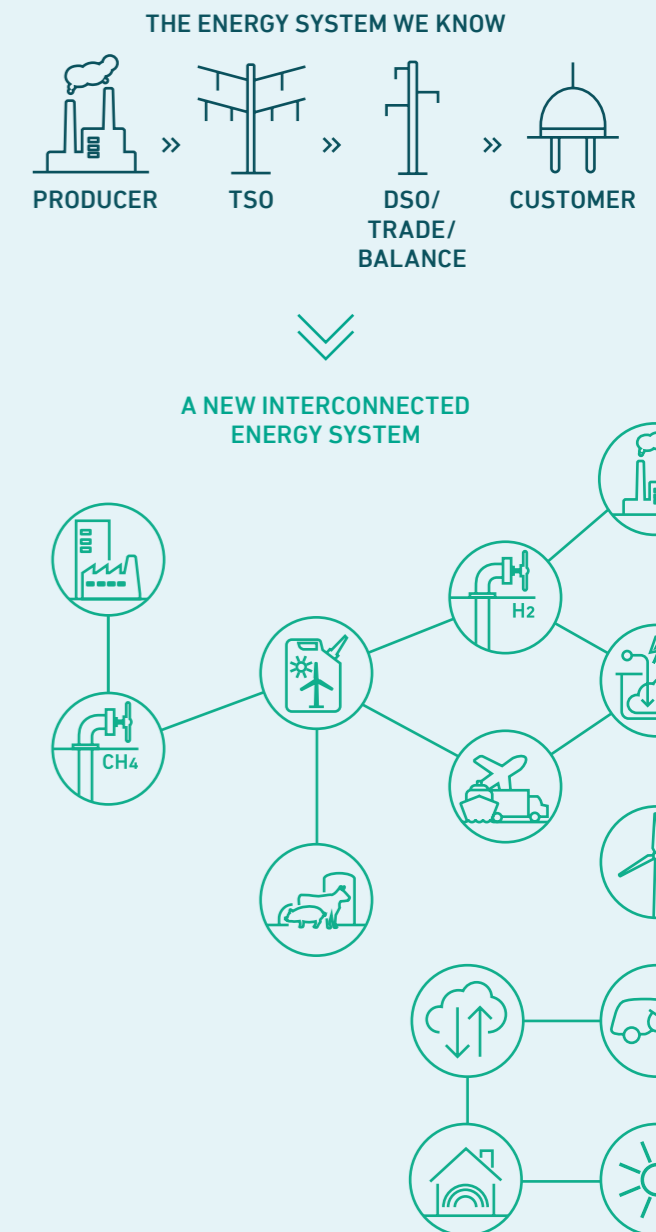 THE ENERGY SYSTEM WE KNOW
PRODUCER
TSO
DSO/
TRADE/
BALANCE
CUSTOMER
A NEW INTERCONNECTED
ENERGY SYSTEM
H2
CH4